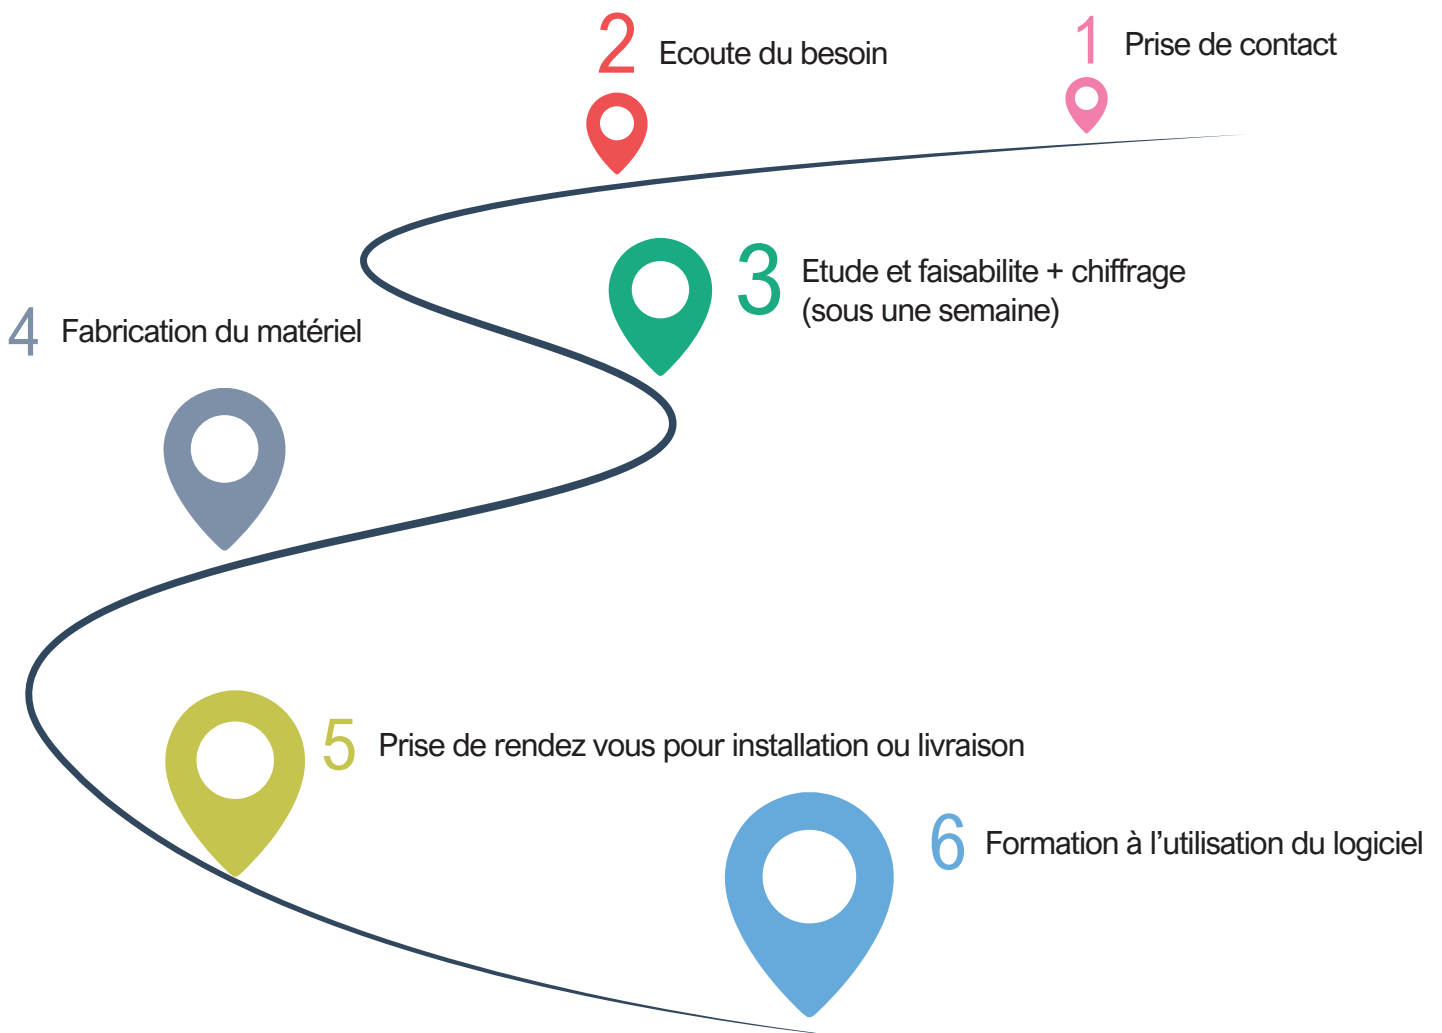 1 Prise de contact
2 Ecoute du besoin
3 Etude et faisabilite + chiffrage
(sous une semaine)
4 Fabrication du matériel
5 Prise de rendez vous pour installation ou livraison
6 Formation à l’utilisation du logiciel